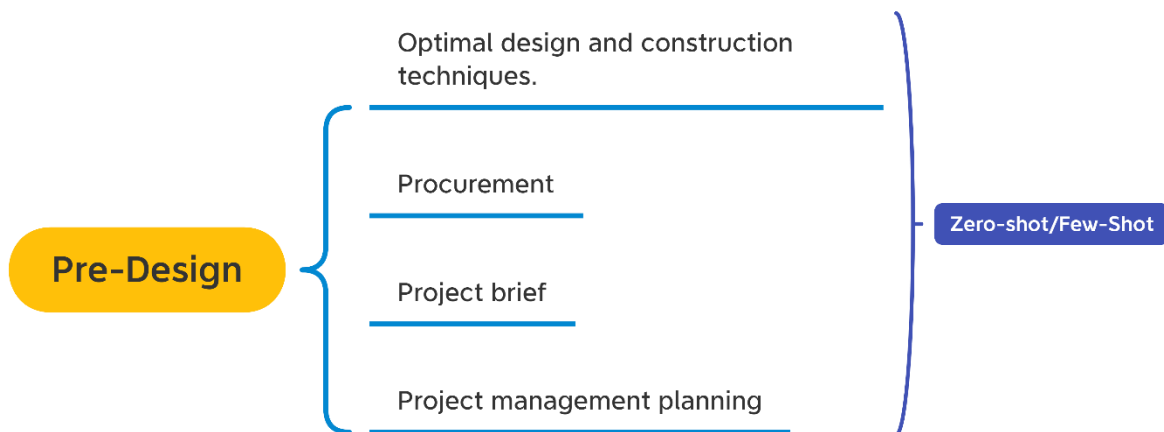 Optimal design and construction
techniques.
Procurement
Zero-shot/Few-Shot
Pre-Design
Project brief
Project management planning